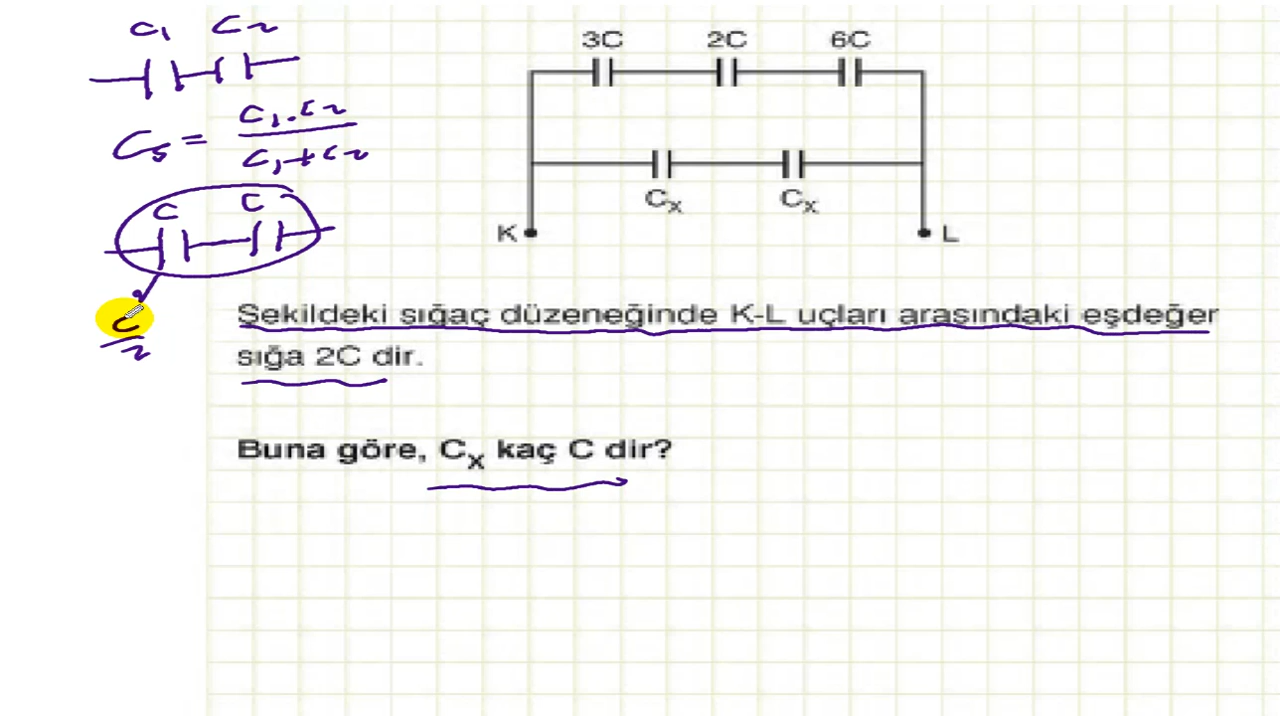 C₁ C₂
C₅ = C₁.C₂ / C₁+C₂
C C
C/2
3C 2C 6C
Cₓ Cₓ
K L
Şekildeki sığaç düzeneğinde K-L uçları arasındaki eşdeğer
sığa 2C dir.
Buna göre, Cₓ kaç C dir?